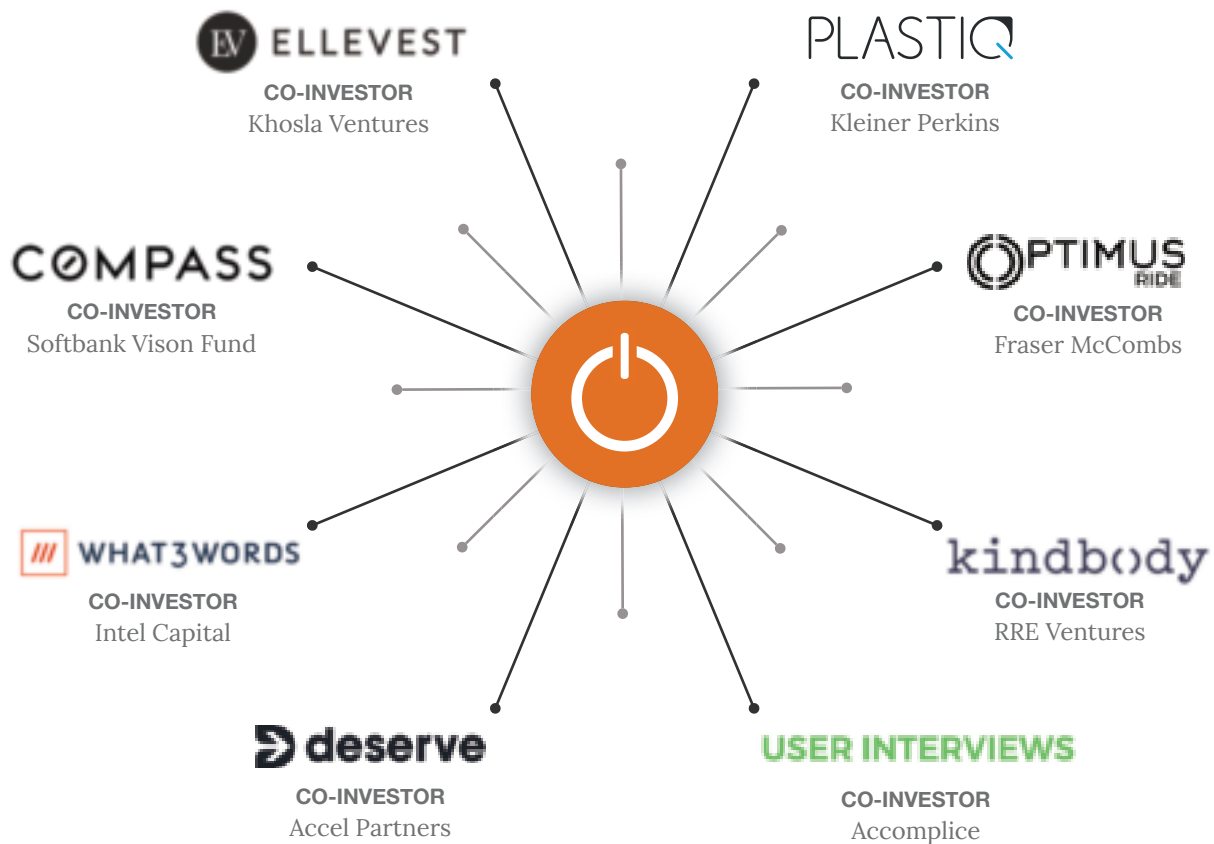 EV ELLEVEST
CO-INVESTOR
Khosla Ventures
PLASTIQ
CO-INVESTOR
Kleiner Perkins
COMPASS
CO-INVESTOR
Softbank Vison Fund
OPTIMUS
RIDE
CO-INVESTOR
Fraser McCombs
WHAT3WORDS
CO-INVESTOR
Intel Capital
kindbody
CO-INVESTOR
RRE Ventures
deserve
CO-INVESTOR
Accel Partners
USER INTERVIEWS
CO-INVESTOR
Accomplice